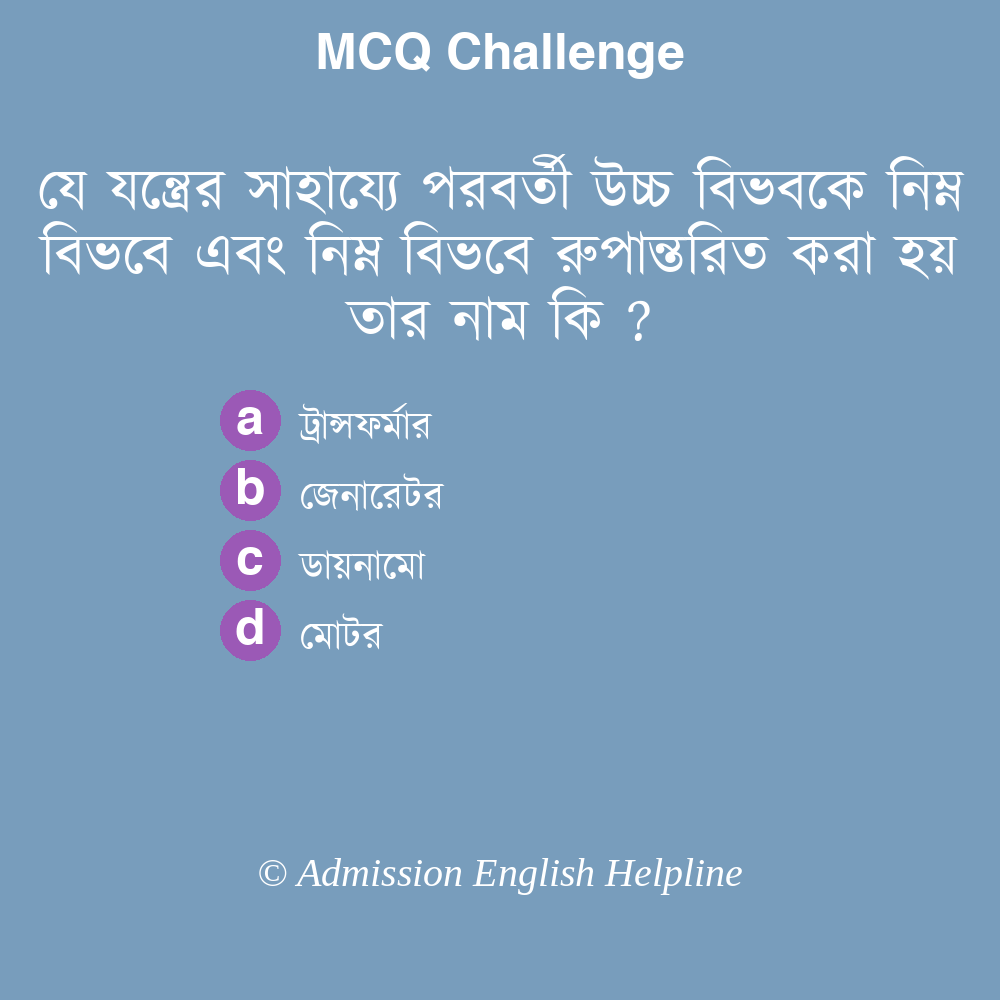 MCQ Challenge
যে যন্ত্রের সাহায্যে পরবর্তী উচ্চ বিভবকে নিম্ন
বিভবে এবং নিম্ন বিভবে রুপান্তরিত করা হয়
তার নাম কি ?
a ট্রান্সফর্মার
b জেনারেটর
c ডায়নামো
d মোটর
© Admission English Helpline